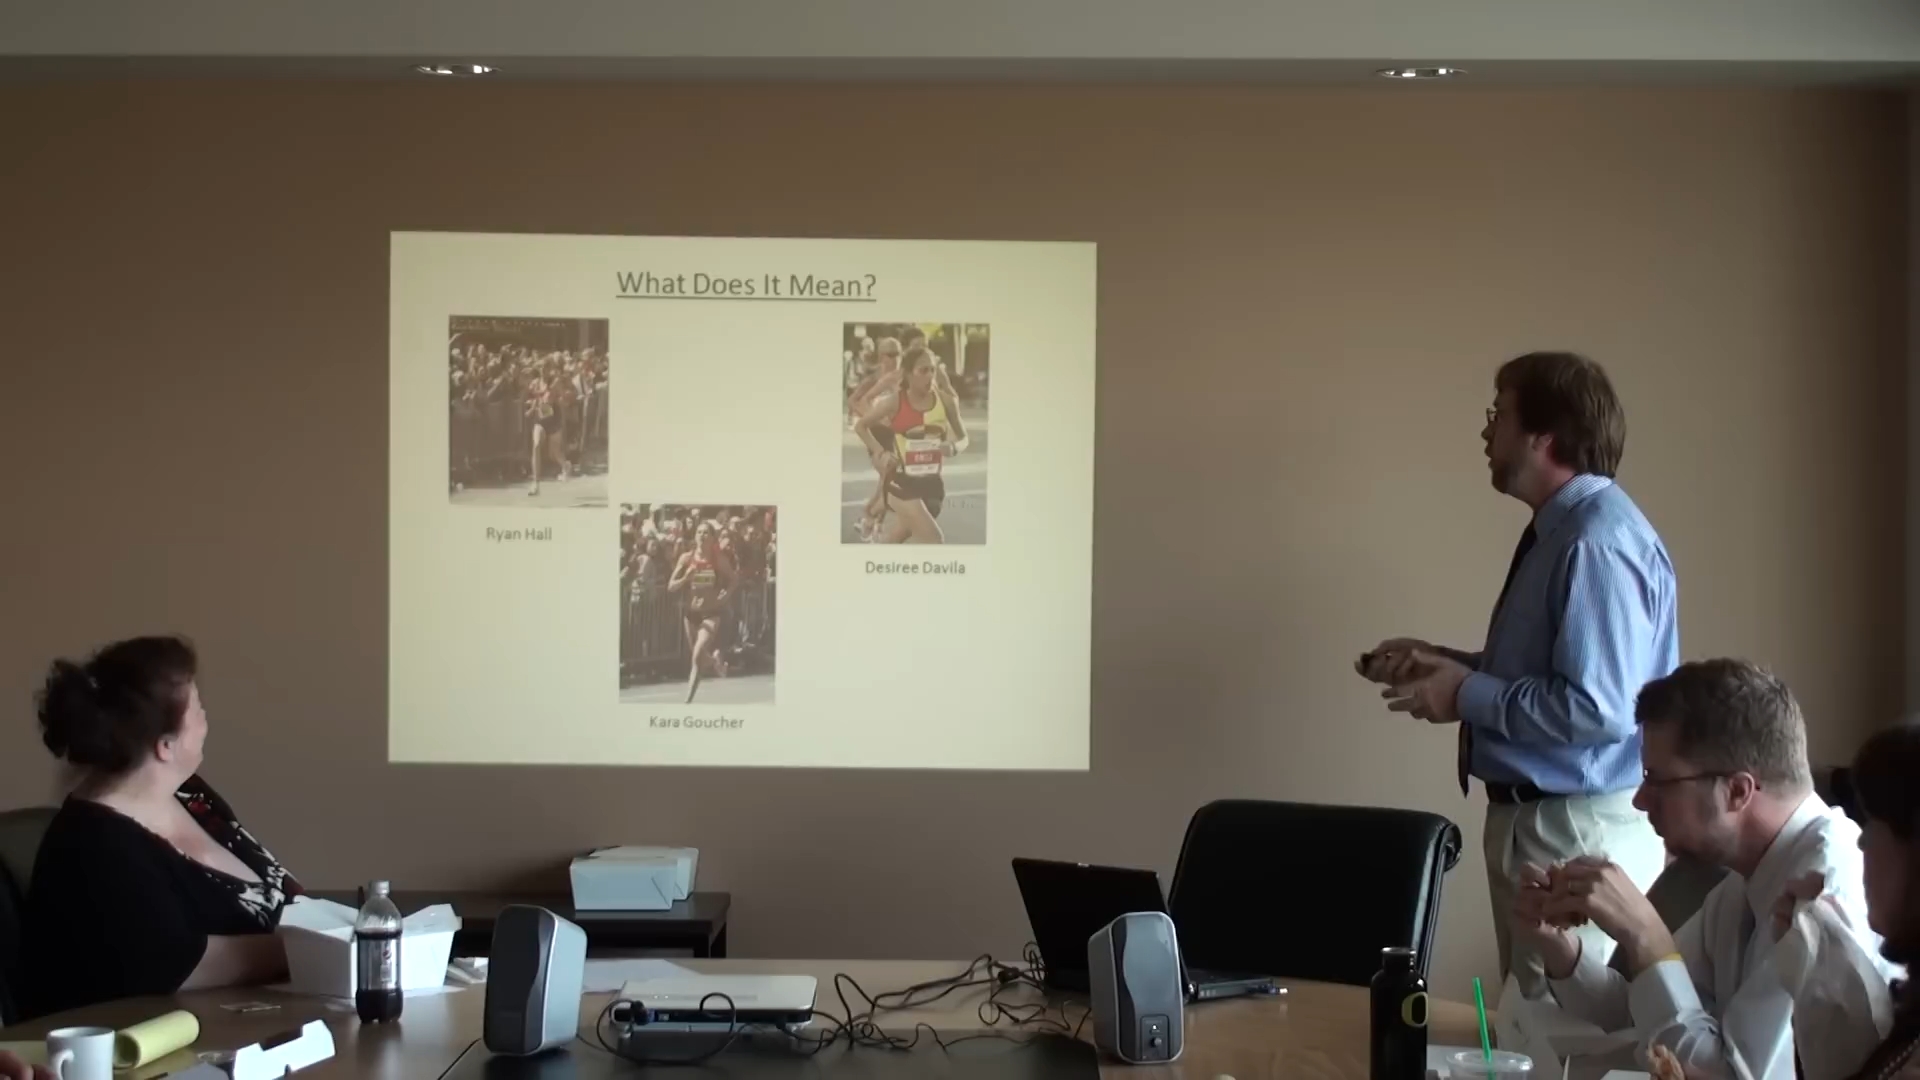 What Does It Mean?
Ryan Hall
Desiree Davila
Kara Goucher